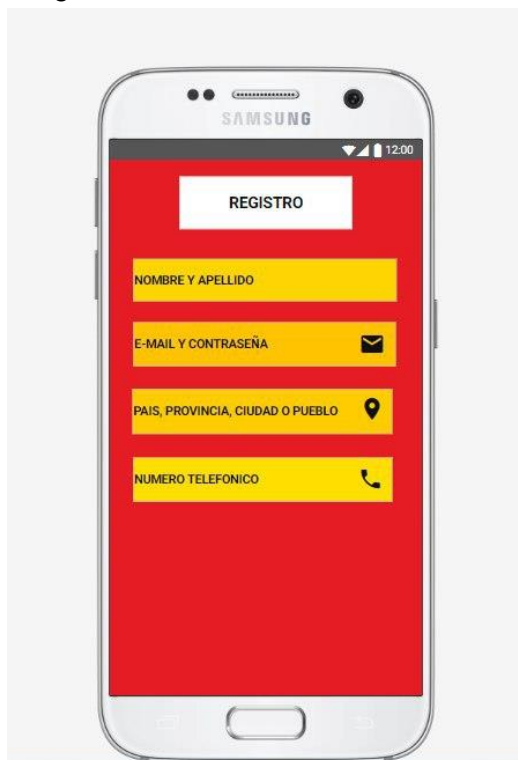 SAMSUNG
12:00
REGISTRO
NOMBRE Y APELLIDO
E-MAIL Y CONTRASEÑA
PAIS, PROVINCIA, CIUDAD O PUEBLO
NUMERO TELEFONICO